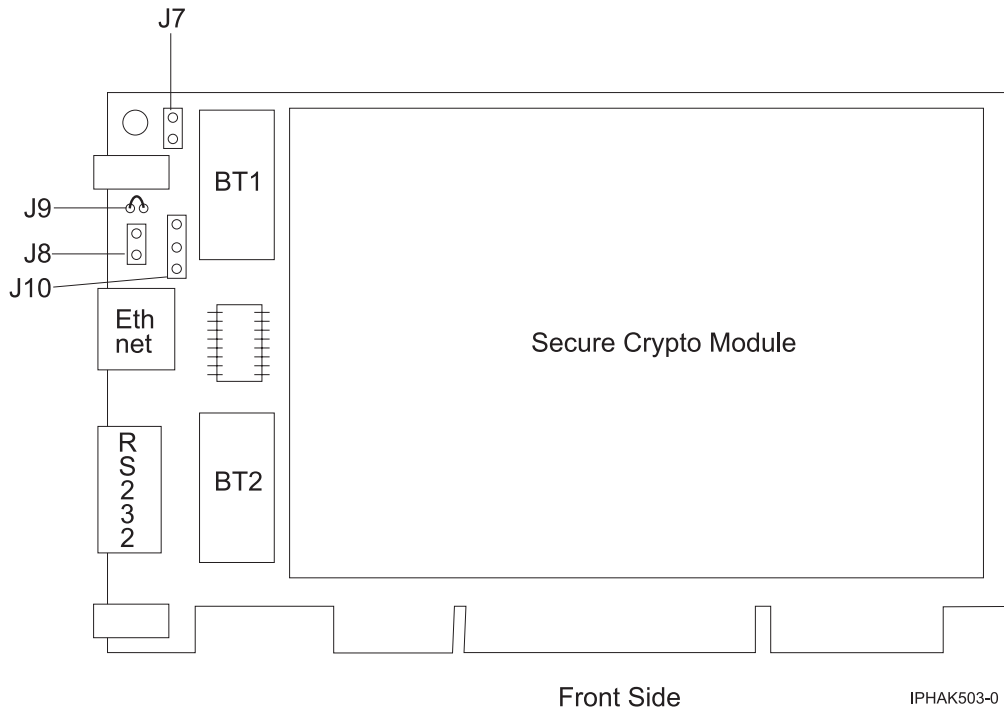 J7
BT1
J9
J8
J10
Eth
net
Secure Crypto Module
R
S
2
3
2
BT2
Front Side
IPHAK503-0